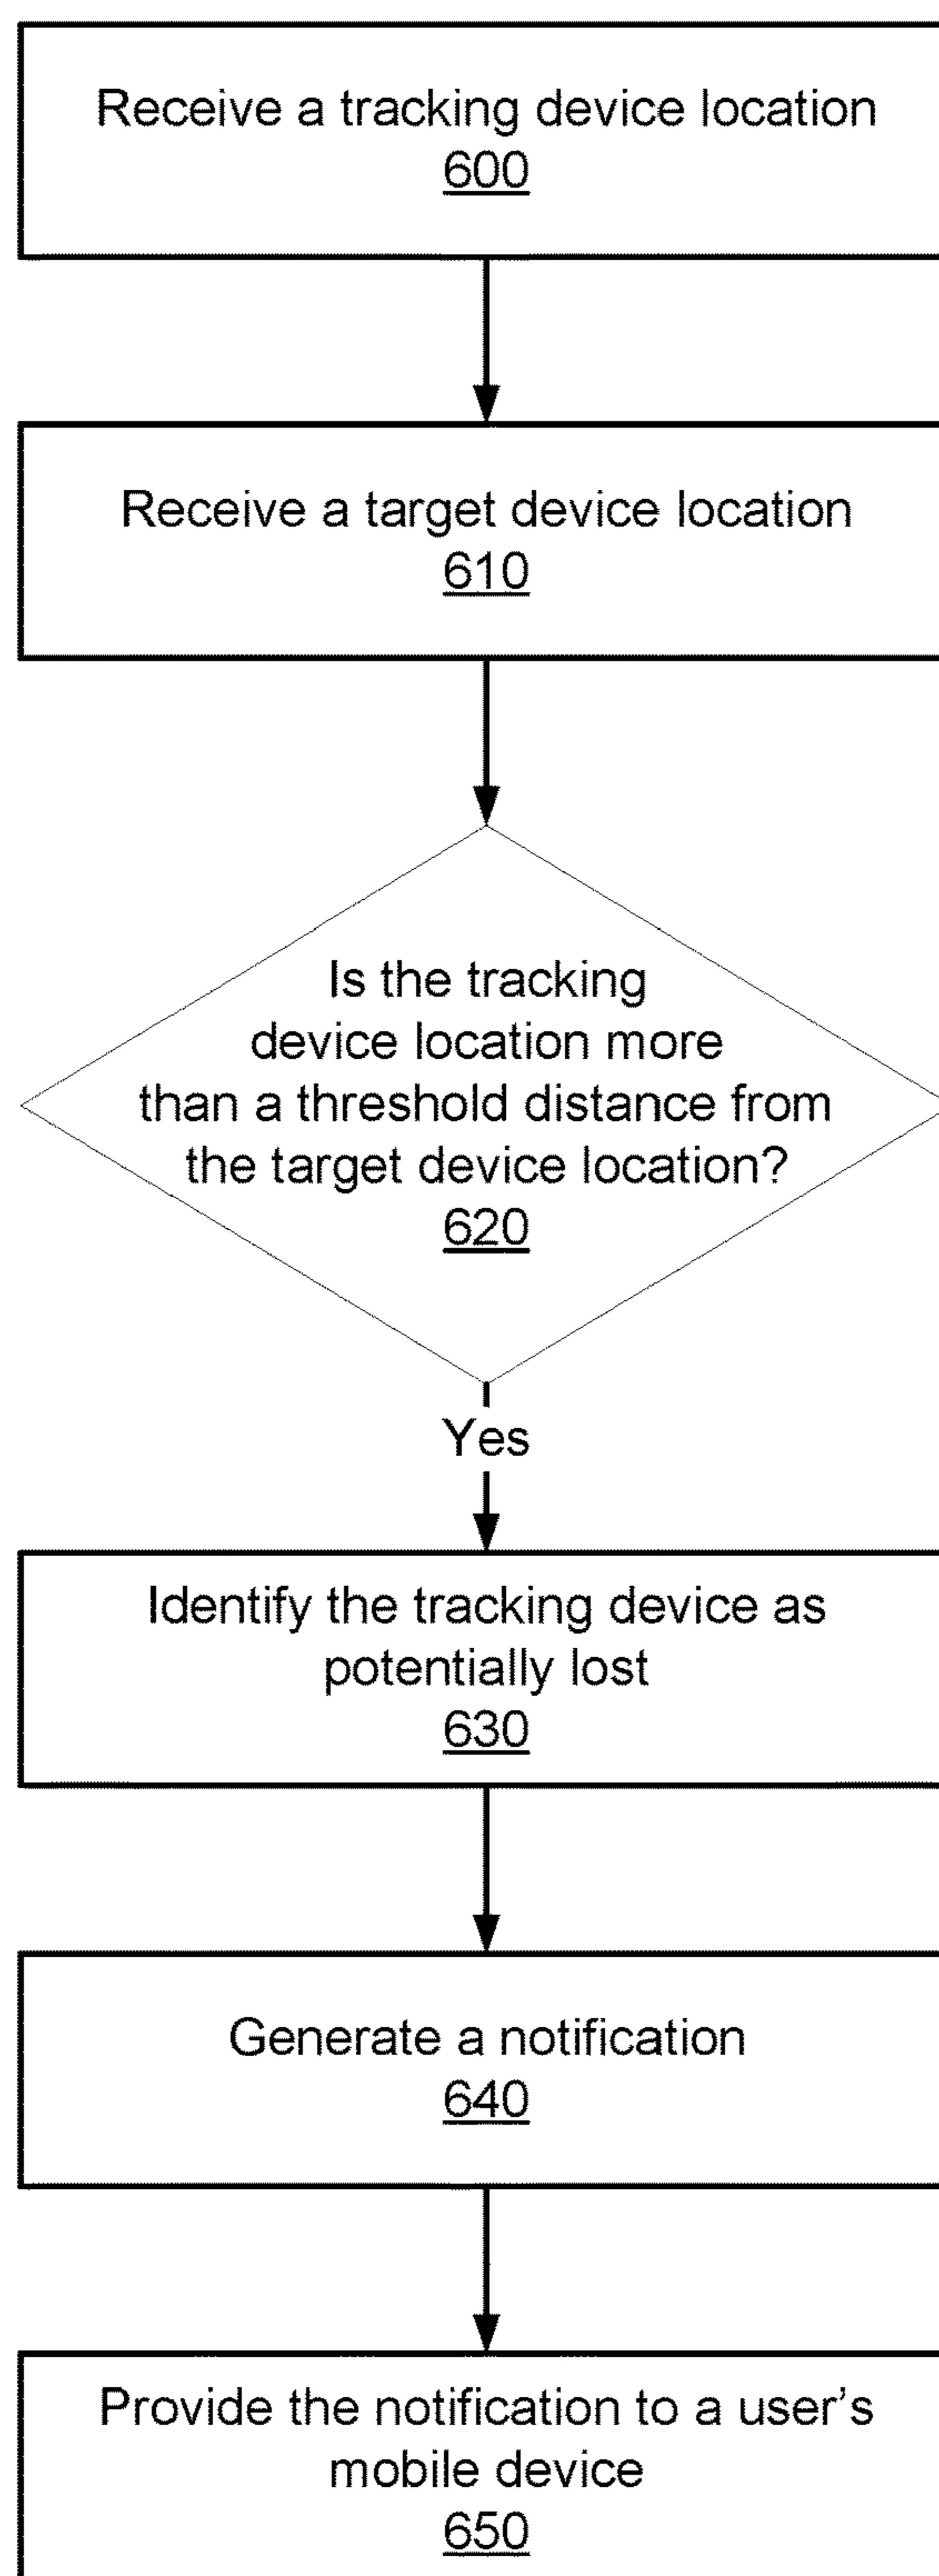 Receive a tracking device location
600
Receive a target device location
610
Is the tracking
device location more
than a threshold distance from
the target device location?
620
Yes
Identify the tracking device as
potentially lost
630
Generate a notification
640
Provide the notification to a user's
mobile device
650